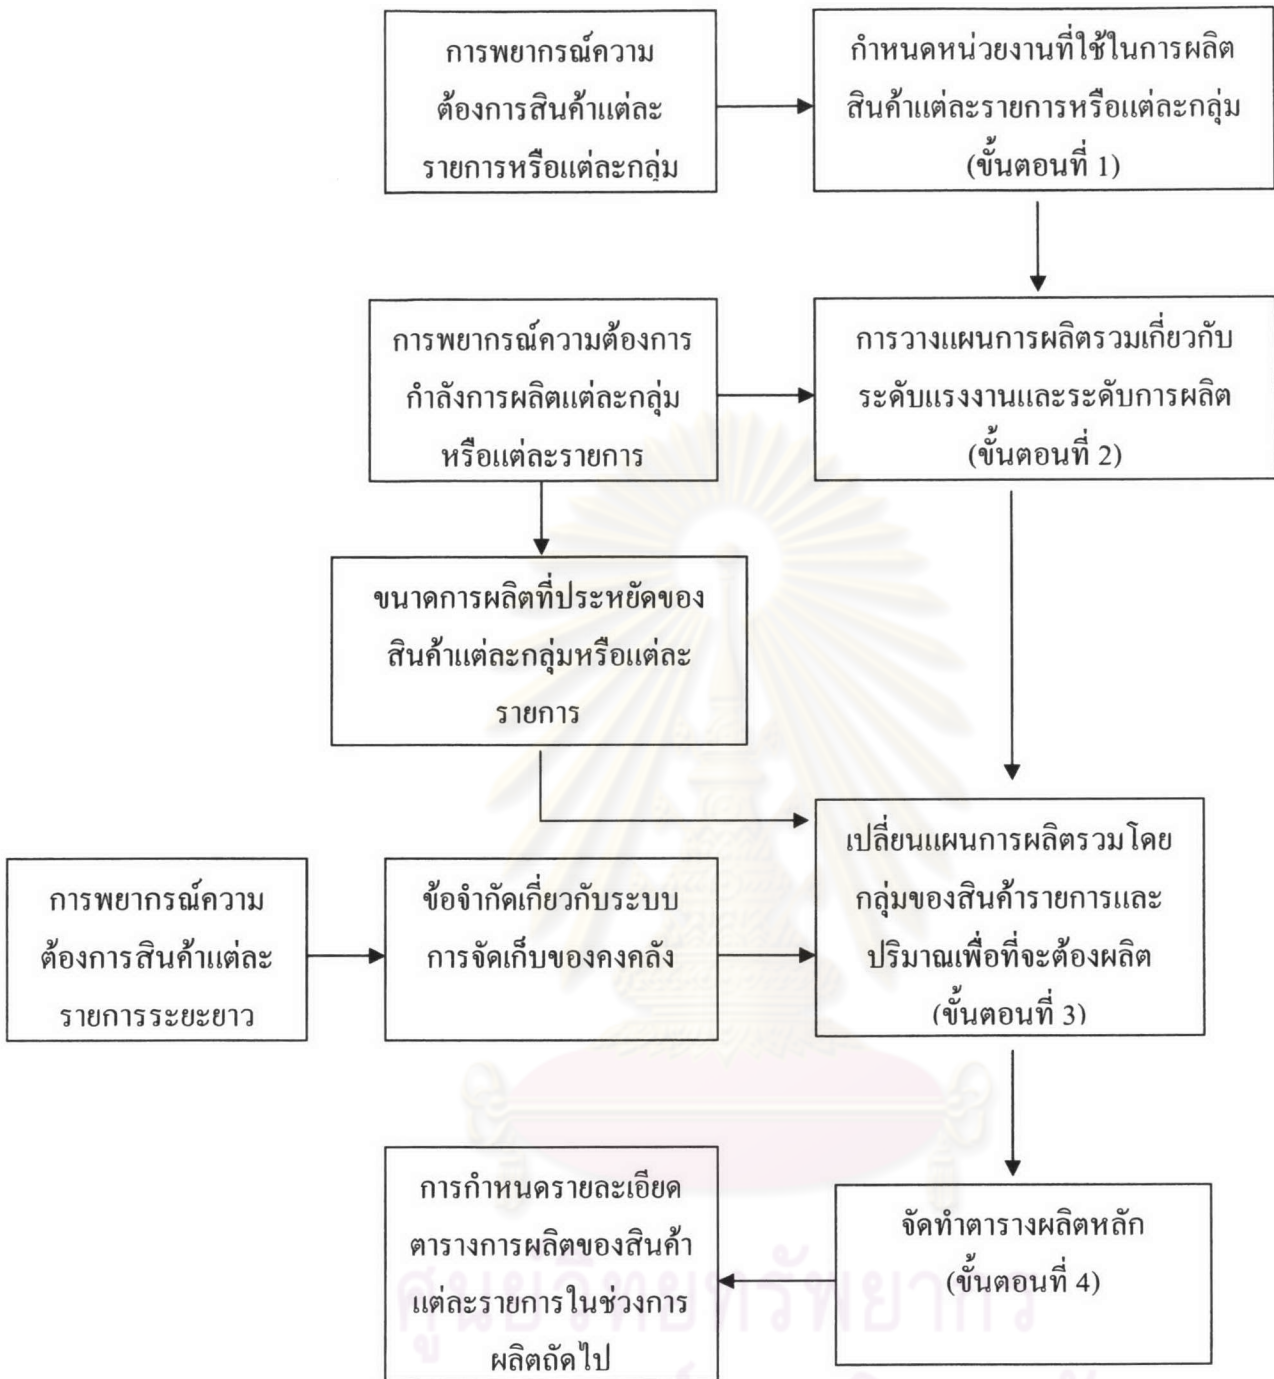 การพยากรณ์ความ
ต้องการสินค้าแต่ละ
รายการหรือแต่ละกลุ่ม
กำหนดหน่วยงานที่ใช้ในการผลิต
สินค้าแต่ละรายการหรือแต่ละกลุ่ม
(ขั้นตอนที่ 1)
การพยากรณ์ความต้องการ
กำลังการผลิตแต่ละกลุ่ม
หรือแต่ละรายการ
การวางแผนการผลิตรวมเกี่ยวกับ
ระดับแรงงานและระดับการผลิต
(ขั้นตอนที่ 2)
ขนาดการผลิตที่ประหยัดของ
สินค้าแต่ละกลุ่มหรือแต่ละ
รายการ
การพยากรณ์ความ
ต้องการสินค้าแต่ละ
รายการระยะยาว
ข้อจำกัดเกี่ยวกับระบบ
การจัดเก็บของคงคลัง
เปลี่ยนแผนการผลิตรวมโดย
กลุ่มของสินค้ารายการและ
ปริมาณเพื่อที่จะต้องผลิต
(ขั้นตอนที่ 3)
การกำหนดรายละเอียด
ตารางการผลิตของสินค้า
แต่ละรายการในช่วงการ
ผลิตถัดไป
จัดทำตารางผลิตหลัก
(ขั้นตอนที่ 4)
ศูนย์วิทยทรัพยากร